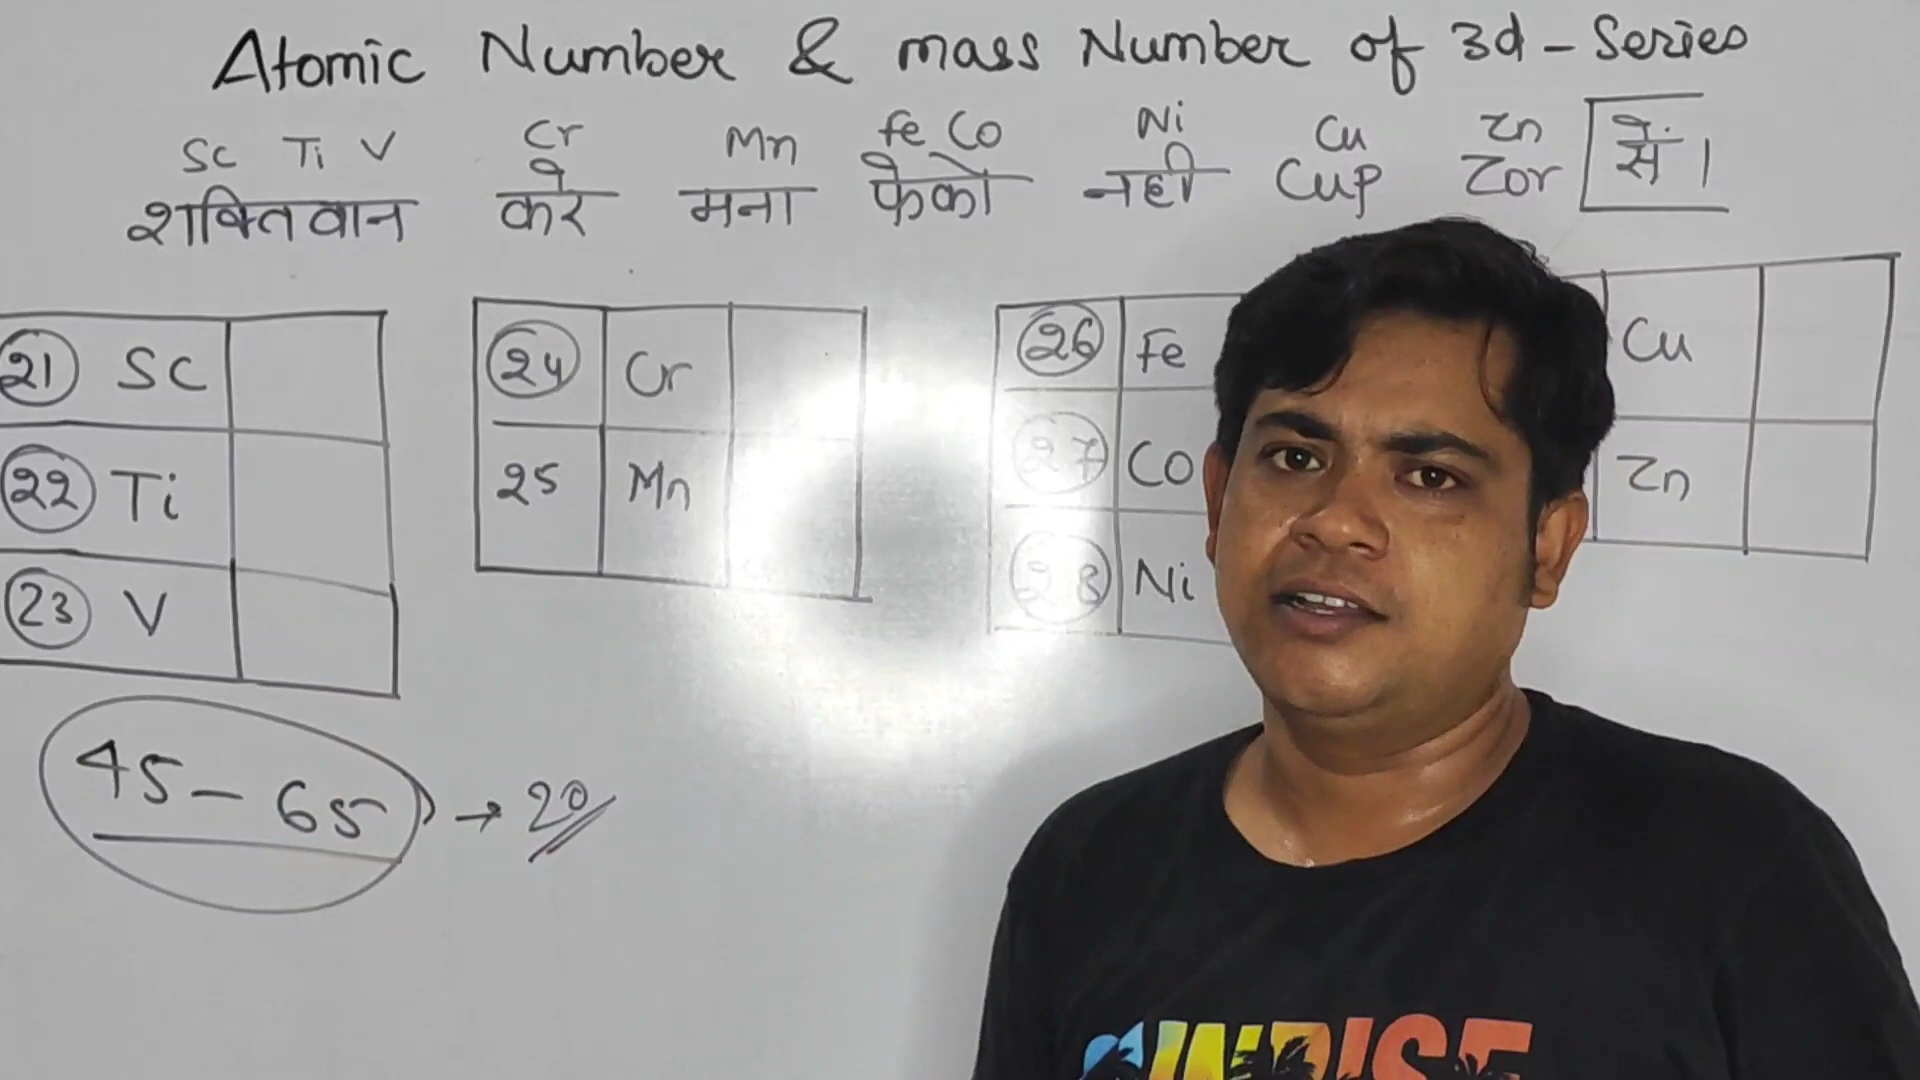 Atomic Number & mass Number of 3d-Series
Sc Ti V Cr Mn Fe Co Ni Cu Zn
शक्तिवान करे मना फेको नही Cup Zor से।
21 Sc
22 Ti
23 V
24 Cr
25 Mn
26 Fe
27 Co
28 Ni
Cu
Zn
45 - 65 → 20
SUNRISE